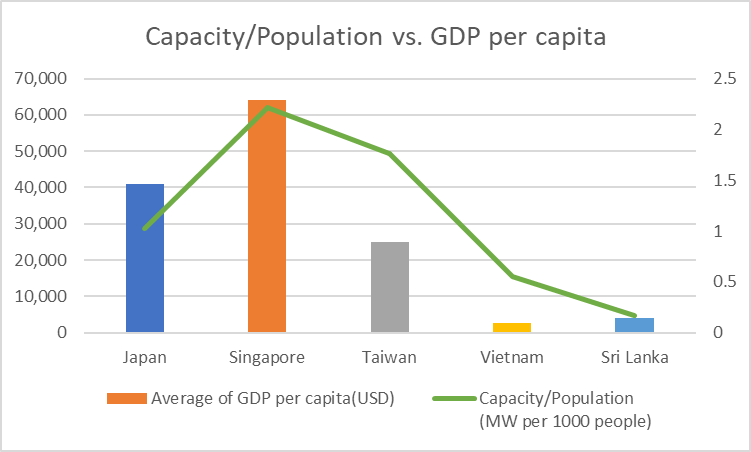 Capacity/Population vs. GDP per capita
70,000
60,000
50,000
40,000
30,000
20,000
10,000
0
2.5
2
1.5
1
0.5
0
Japan
Singapore
Taiwan
Vietnam
Sri Lanka
Average of GDP per capita(USD)
Capacity/Population
(MW per 1000 people)